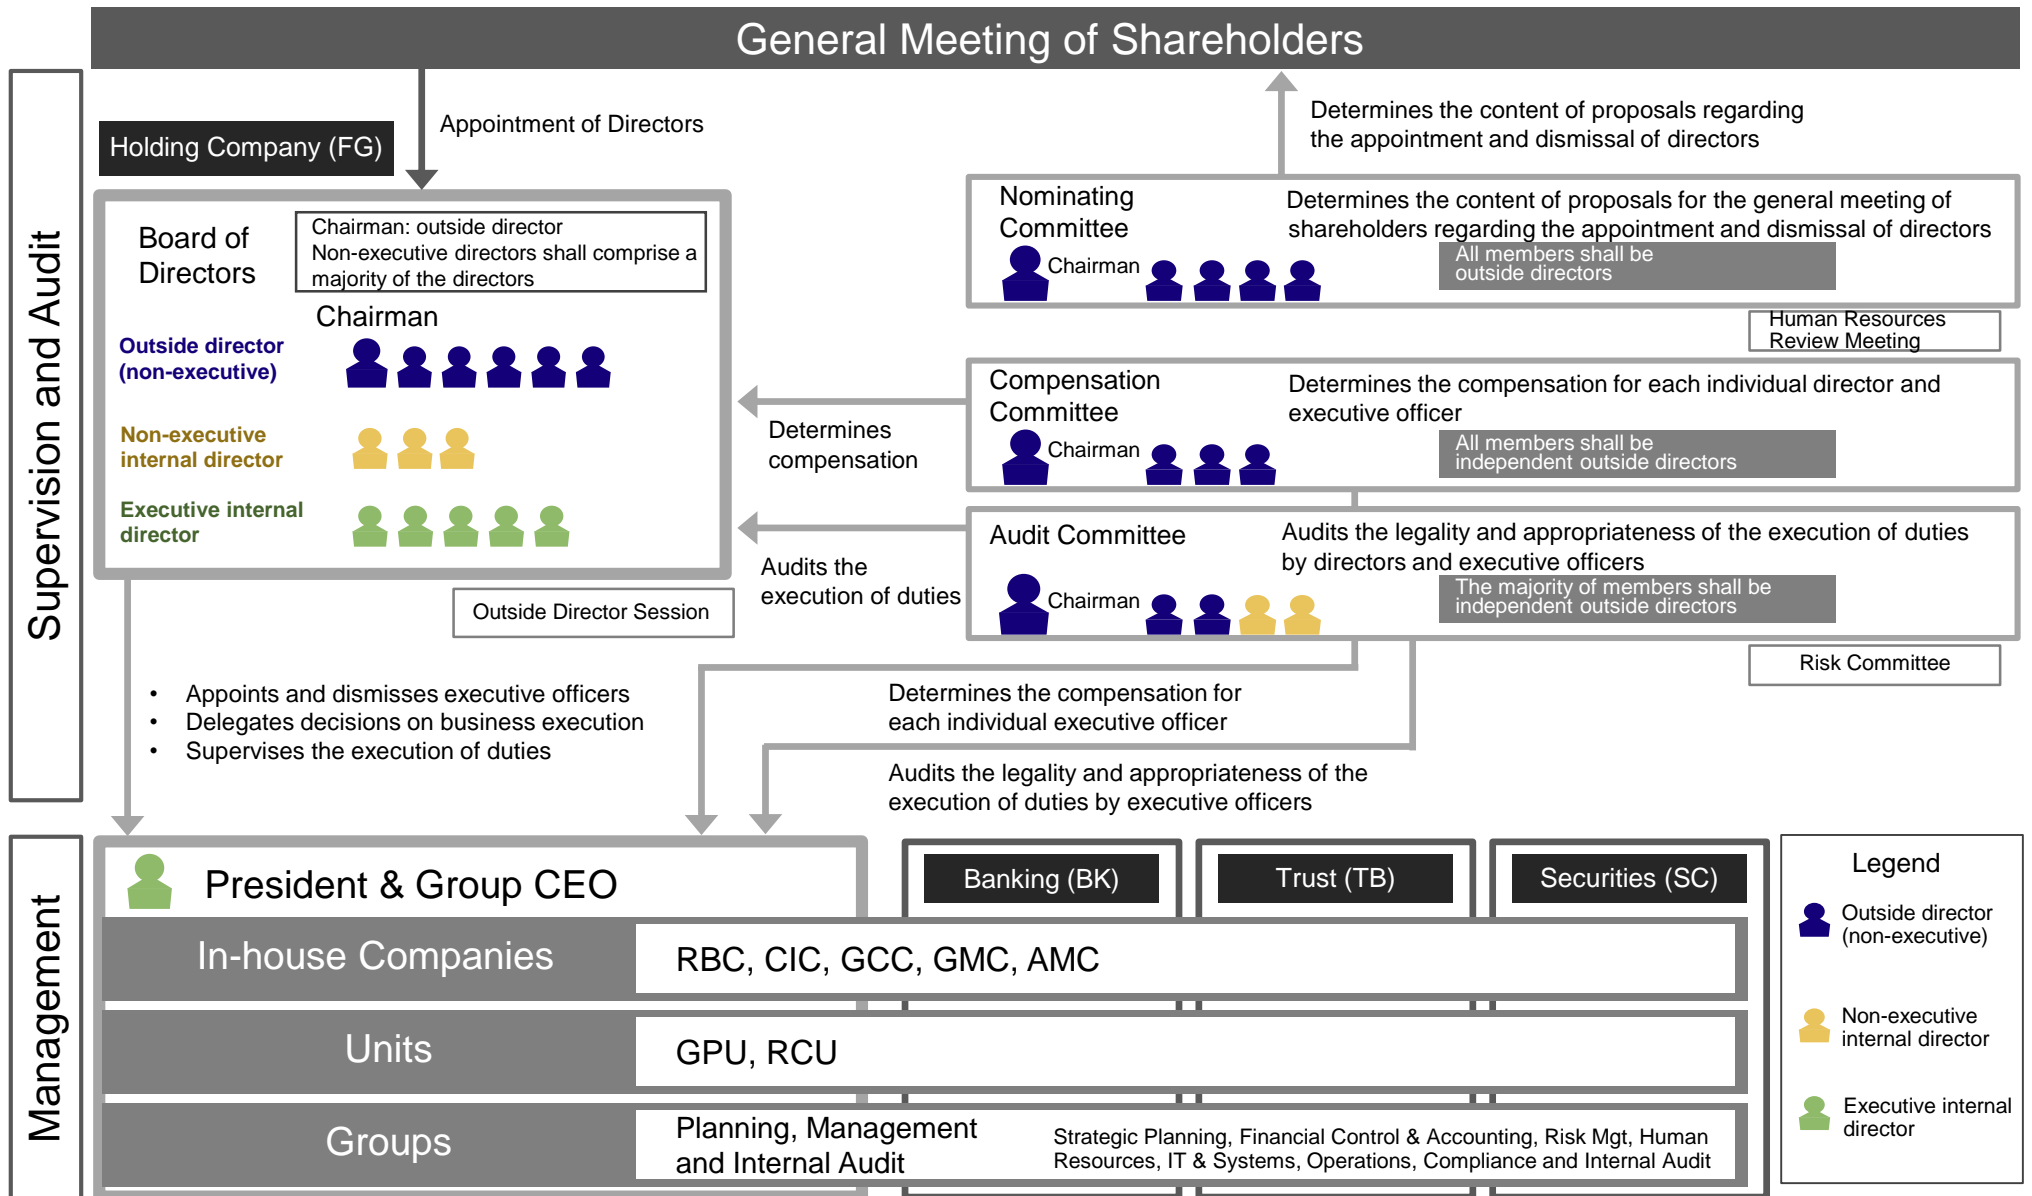 General Meeting of Shareholders
Supervision and Audit
Holding Company (FG)
Appointment of Directors
Determines the content of proposals regarding
the appointment and dismissal of directors
Board of
Directors
Chairman: outside director
Non-executive directors shall comprise a
majority of the directors
Chairman
Outside director
(non-executive)
Non-executive
internal director
Executive internal
director
Outside Director Session
Nominating
Committee
Chairman
Determines the content of proposals for the general meeting of
shareholders regarding the appointment and dismissal of directors
All members shall be
outside directors
Human Resources
Review Meeting
Determines
compensation
Compensation
Committee
Chairman
Determines the compensation for each individual director and
executive officer
All members shall be
independent outside directors
Audits the
execution of duties
Audit Committee
Chairman
Audits the legality and appropriateness of the execution of duties
by directors and executive officers
The majority of members shall be
independent outside directors
Risk Committee
• Appoints and dismisses executive officers
• Delegates decisions on business execution
• Supervises the execution of duties
Determines the compensation for
each individual executive officer
Audits the legality and appropriateness of the
execution of duties by executive officers
Management
President & Group CEO
Banking (BK)
Trust (TB)
Securities (SC)
In-house Companies
RBC, CIC, GCC, GMC, AMC
Units
GPU, RCU
Groups
Planning, Management
and Internal Audit
Strategic Planning, Financial Control & Accounting, Risk Mgt, Human
Resources, IT & Systems, Operations, Compliance and Internal Audit
Legend
Outside director
(non-executive)
Non-executive
internal director
Executive internal
director